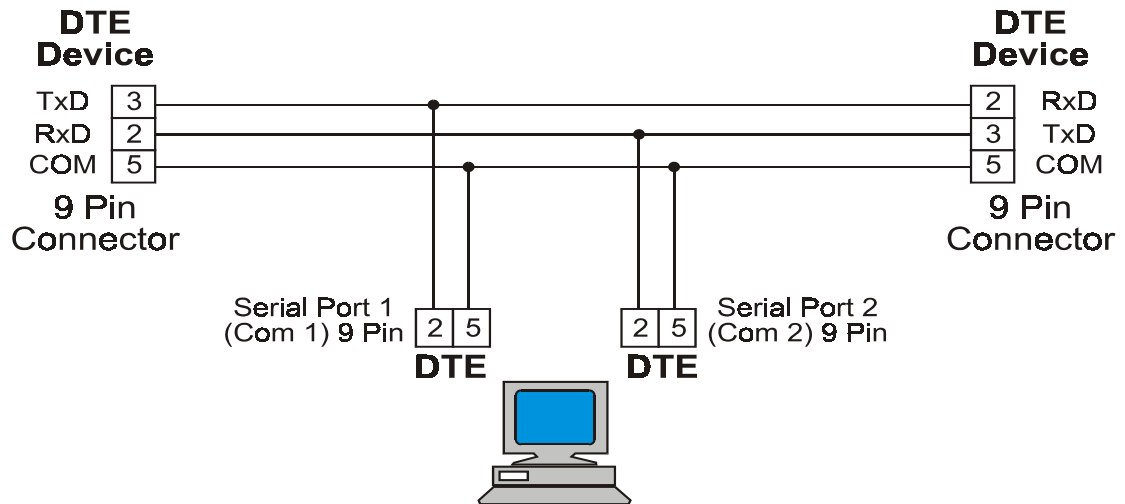 DTE
Device
TxD 3
RxD 2
COM 5
9 Pin
Connector
DTE
Device
2 RxD
3 TxD
5 COM
9 Pin
Connector
Serial Port 1
(Com 1) 9 Pin
2 5
DTE
2 5
DTE
Serial Port 2
(Com 2) 9 Pin